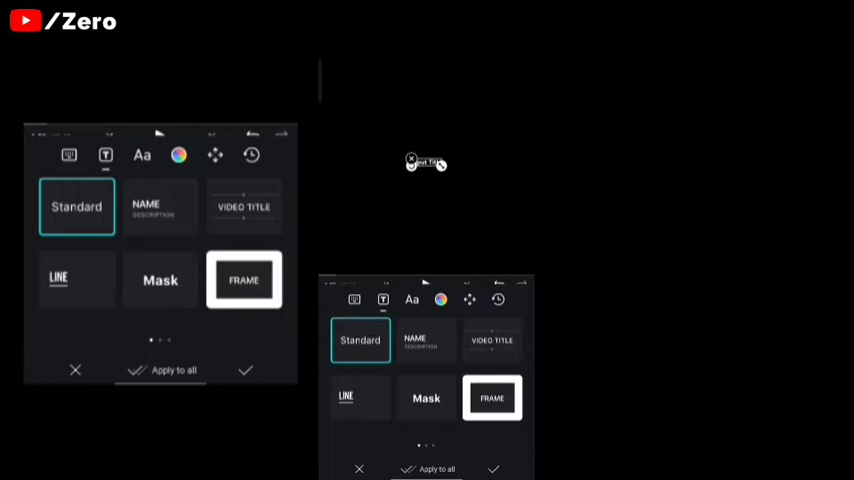 /Zero
Aa
Standard
NAME
DESCRIPTION
VIDEO TITLE
LINE
Mask
FRAME
Apply to all
Aa
Standard
NAME
DESCRIPTION
VIDEO TITLE
LINE
Mask
FRAME
Apply to all